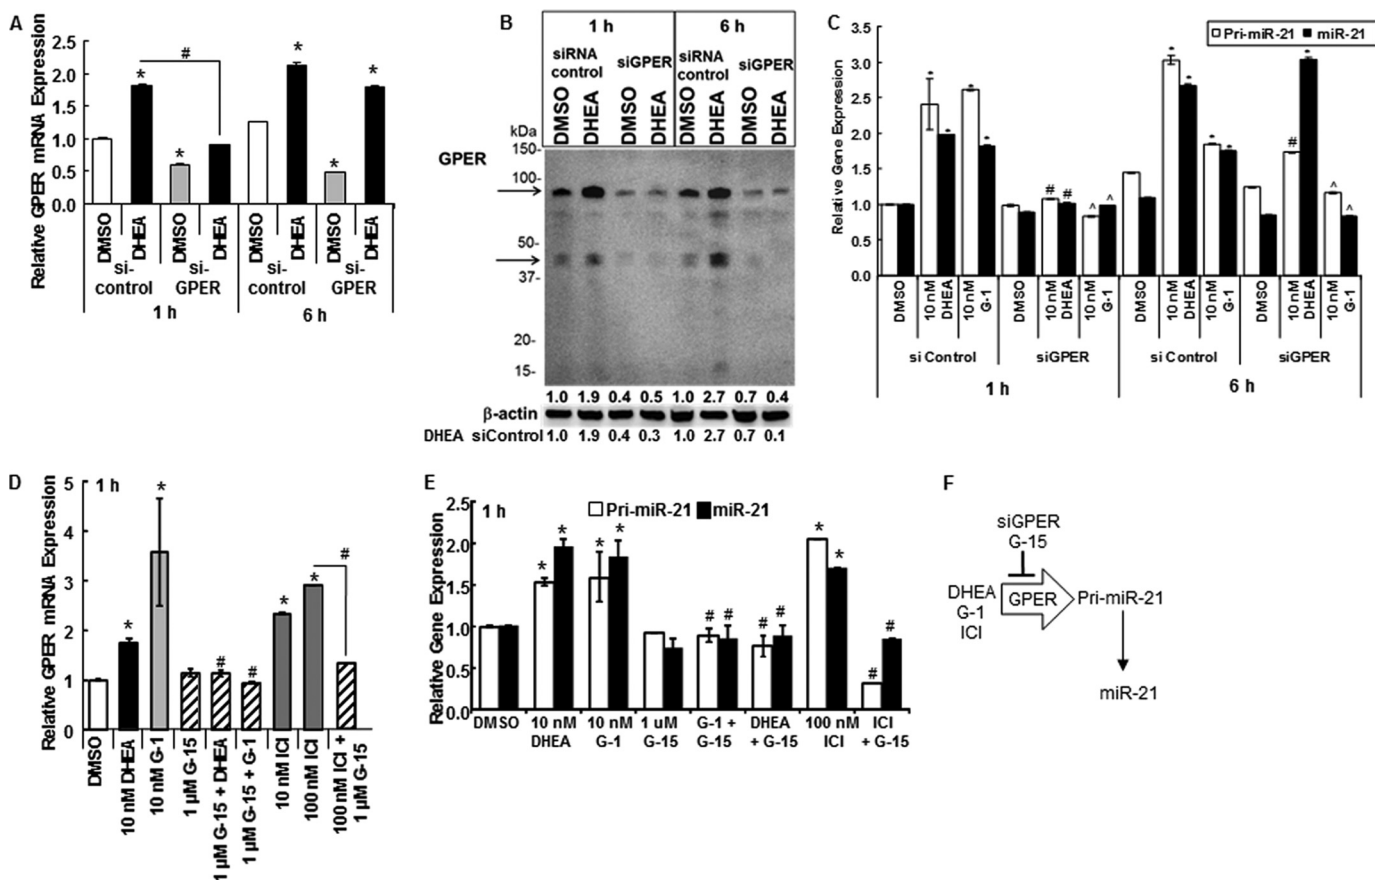 A
Relative GPER mRNA Expression
2.5
2.0
1.5
1.0
0.5
0.0
* # * * * *
DMSO DHEA DMSO DHEA DMSO DHEA DMSO DHEA
si-control si-GPER si-control si-GPER
1 h 6 h
B
1 h 6 h
siRNA control siGPER siRNA control siGPER
DMSO DHEA DMSO DHEA DMSO DHEA DMSO DHEA
kDa
GPER
150-
100-
50-
37-
20-
15-
1.0 1.9 0.4 0.5 1.0 2.7 0.7 0.4
β-actin
DHEA siControl 1.0 1.9 0.4 0.3 1.0 2.7 0.7 0.1
C
Pri-miR-21 miR-21
Relative Gene Expression
3.5
3.0
2.5
2.0
1.5
1.0
0.5
0.0
* * * * # # ^ ^ * * * * # * ^ ^
DMSO 10 nM DHEA 10 nM G-1 DMSO 10 nM DHEA 10 nM G-1 DMSO 10 nM DHEA 10 nM G-1 DMSO 10 nM DHEA 10 nM G-1
si Control siGPER si Control siGPER
1 h 6 h
D
1 h
Relative GPER mRNA Expression
5
4
3
2
1
0
* * # # * * #
DMSO
10 nM DHEA
10 nM G-1
1 µM G-15
1 µM G-15 + DHEA
1 µM G-15 + G-1
10 nM ICI
100 nM ICI
100 nM ICI +
1 µM G-15
E
1 h
Pri-miR-21 miR-21
Relative Gene Expression
2.5
2.0
1.5
1.0
0.5
0.0
* * * * # # # # * * # #
DMSO 10 nM 10 nM 1 uM G-1 + DHEA 100 nM ICI
DHEA G-1 G-15 G-15 + G-15 ICI + G-15
F
siGPER
G-15
DHEA
G-1
ICI
GPER
Pri-miR-21
miR-21